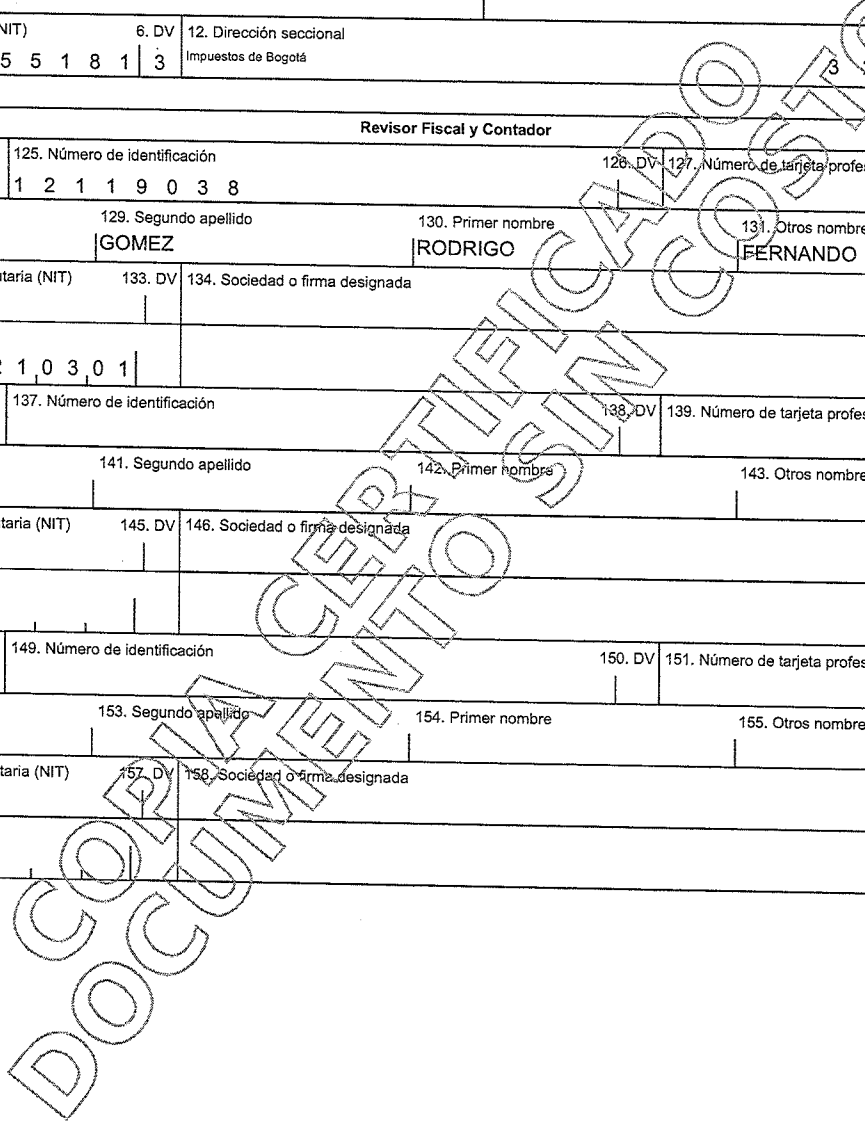 NIT) 6. DV 12. Dirección seccional
5 5 1 8 1 3 Impuestos de Bogotá 3
Revisor Fiscal y Contador
125. Número de identificación 126. DV 127. Número de tarjeta profes
1 2 1 1 9 0 3 8
129. Segundo apellido 130. Primer nombre 131. Otros nombre
GOMEZ RODRIGO FERNANDO
utaria (NIT) 133. DV 134. Sociedad o firma designada
1 0 3 0 1
137. Número de identificación 138. DV 139. Número de tarjeta profes
141. Segundo apellido 142. Primer nombre 143. Otros nombre
taria (NIT) 145. DV 146. Sociedad o firma designada
149. Número de identificación 150. DV 151. Número de tarjeta profes
153. Segundo apellido 154. Primer nombre 155. Otros nombre
taria (NIT) 157. DV 158. Sociedad o firma designada
COPIA CERTIFICADO
DOCUMENTO SIN COSTO